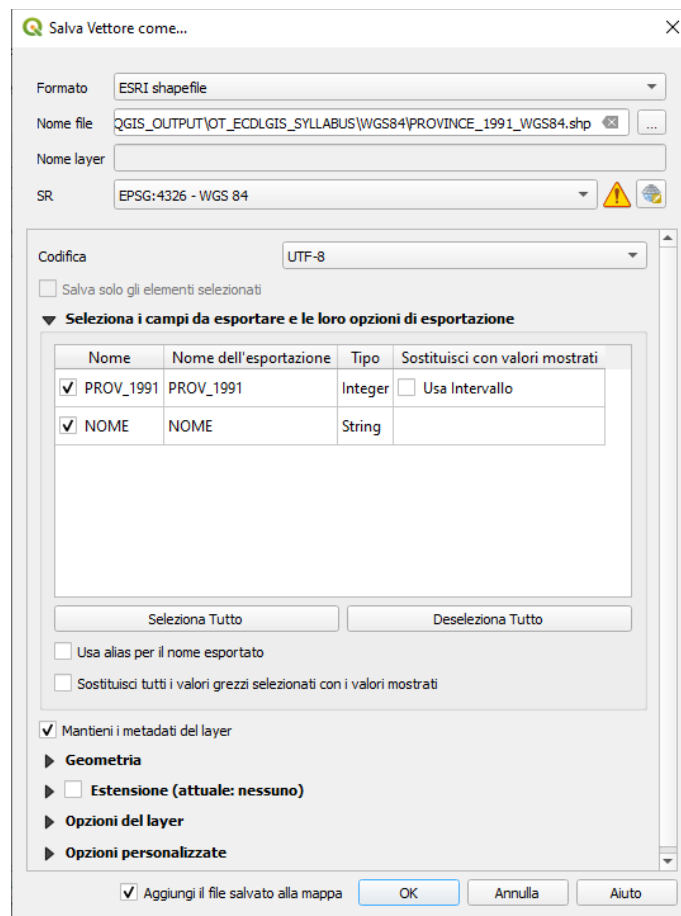 Salva Vettore come...
Formato ESRI shapefile
Nome file QGIS_OUTPUT\OT_ECDLGIS_SYLLABUS\WGS84\PROVINCE_1991_WGS84.shp ...
Nome layer
SR EPSG:4326 - WGS 84
Codifica UTF-8
Salva solo gli elementi selezionati
Seleziona i campi da esportare e le loro opzioni di esportazione
Nome Nome dell'esportazione Tipo Sostituisci con valori mostrati
PROV_1991 PROV_1991 Integer Usa Intervallo
NOME NOME String
Seleziona Tutto Deseleziona Tutto
Usa alias per il nome esportato
Sostituisci tutti i valori grezzi selezionati con i valori mostrati
Mantieni i metadati del layer
Geometria
Estensione (attuale: nessuno)
Opzioni del layer
Opzioni personalizzate
Aggiungi il file salvato alla mappa OK Annulla Aiuto